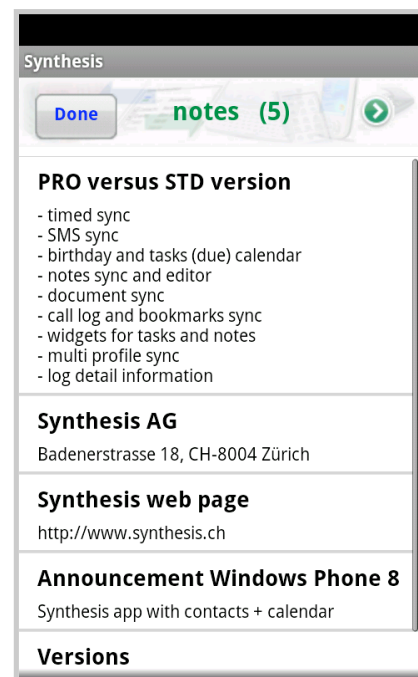 Synthesis
Done
notes (5)
PRO versus STD version
- timed sync
- SMS sync
- birthday and tasks (due) calendar
- notes sync and editor
- document sync
- call log and bookmarks sync
- widgets for tasks and notes
- multi profile sync
- log detail information
Synthesis AG
Badenerstrasse 18, CH-8004 Zürich
Synthesis web page
http://www.synthesis.ch
Announcement Windows Phone 8
Synthesis app with contacts + calendar
Versions